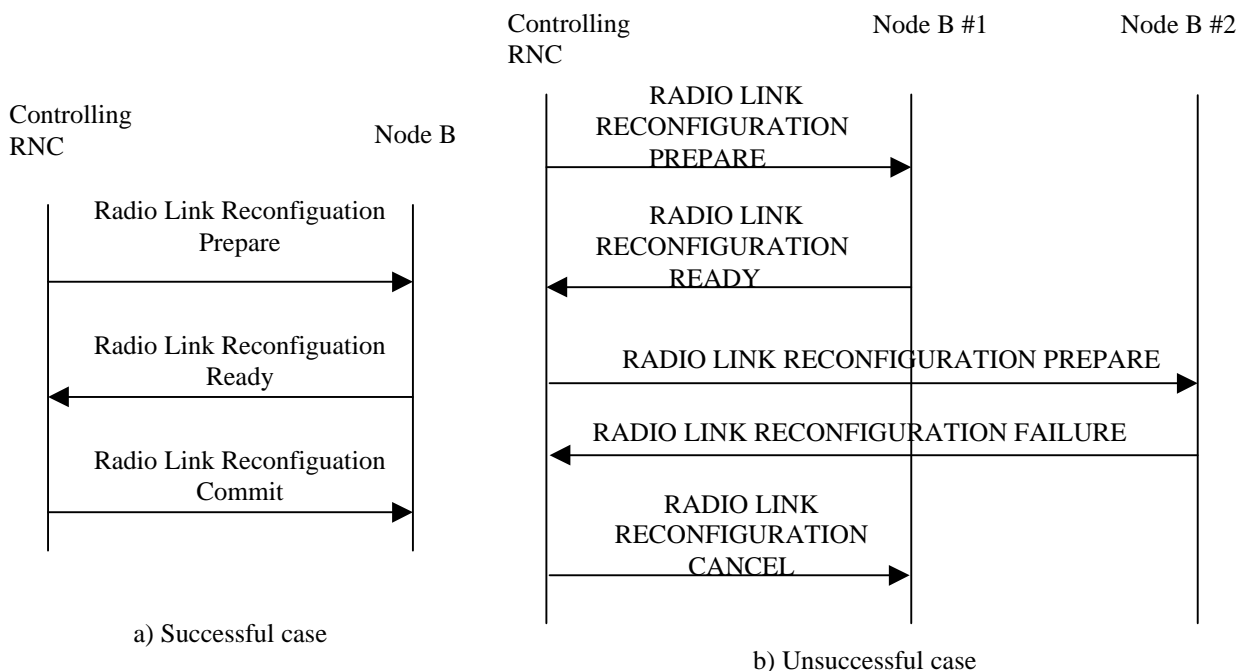 Controlling
RNC
Node B
Radio Link Reconfiguation
Prepare
Radio Link Reconfiguation
Ready
Radio Link Reconfiguation
Commit
a) Successful case
Controlling
RNC
Node B #1
Node B #2
RADIO LINK
RECONFIGURATION
PREPARE
RADIO LINK
RECONFIGURATION
READY
RADIO LINK RECONFIGURATION PREPARE
RADIO LINK RECONFIGURATION FAILURE
RADIO LINK
RECONFIGURATION
CANCEL
b) Unsuccessful case